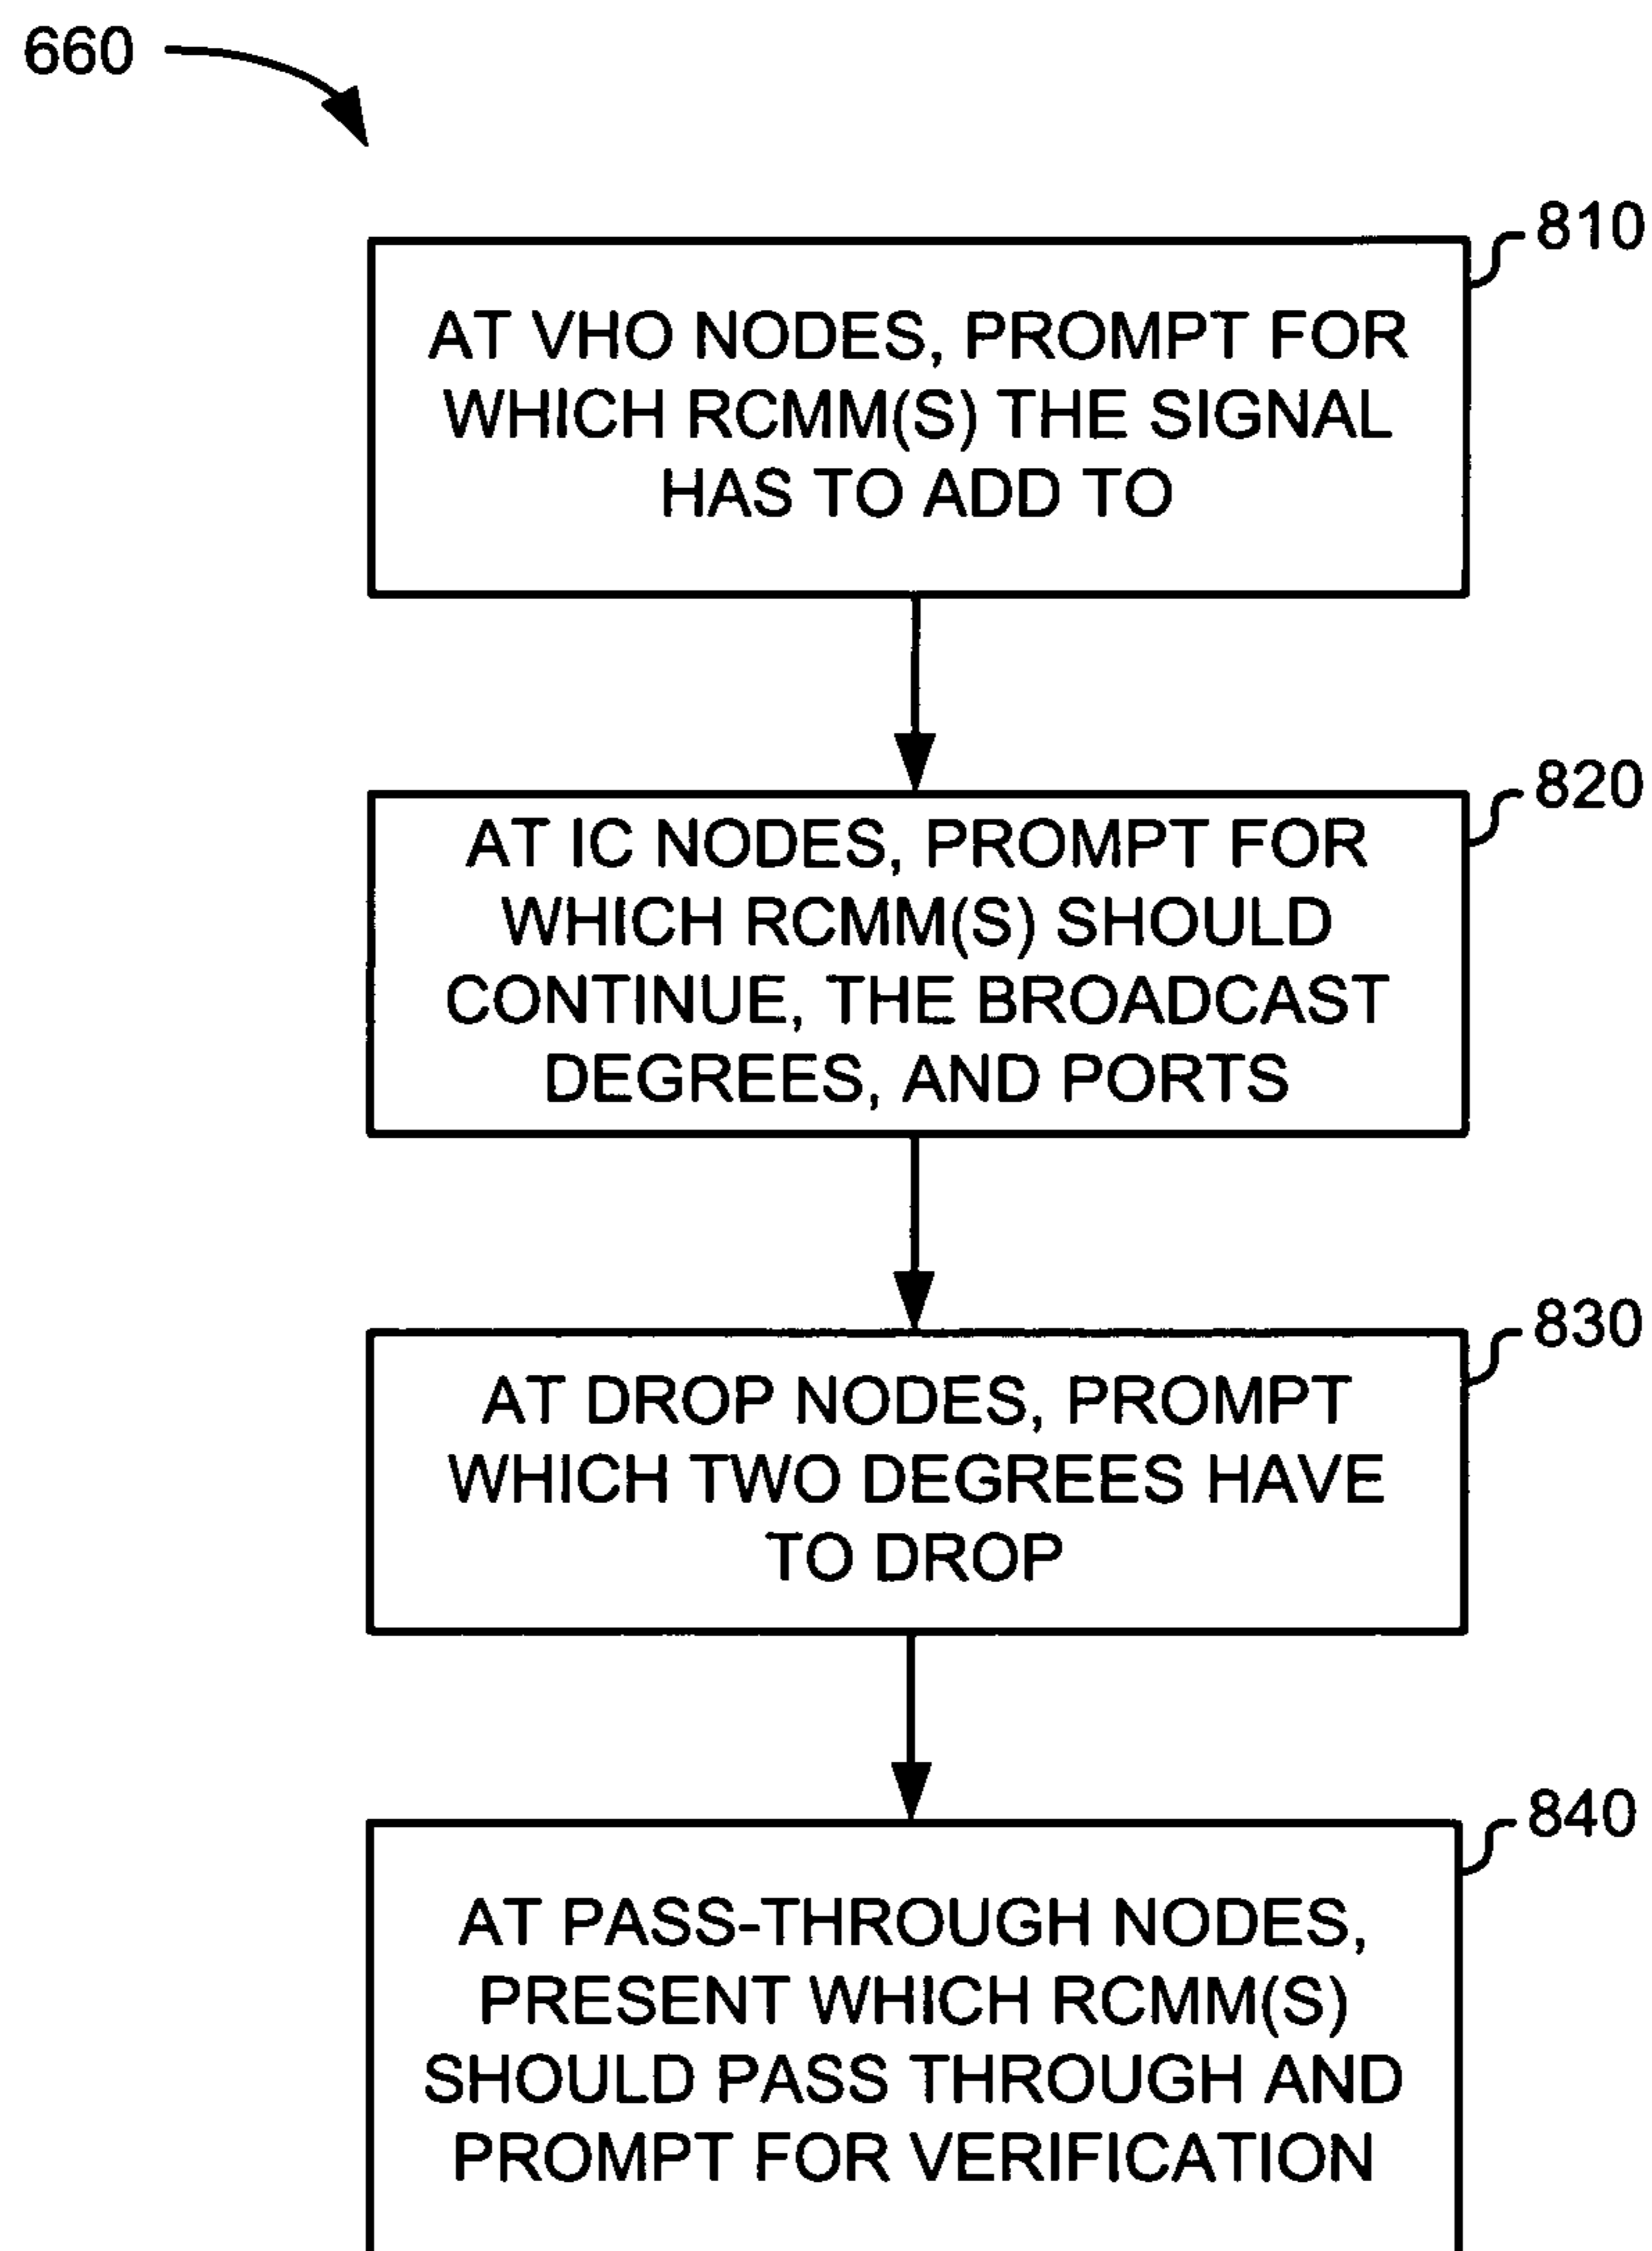 660
810
AT VHO NODES, PROMPT FOR
WHICH RCMM(S) THE SIGNAL
HAS TO ADD TO
820
AT IC NODES, PROMPT FOR
WHICH RCMM(S) SHOULD
CONTINUE, THE BROADCAST
DEGREES, AND PORTS
830
AT DROP NODES, PROMPT
WHICH TWO DEGREES HAVE
TO DROP
840
AT PASS-THROUGH NODES,
PRESENT WHICH RCMM(S)
SHOULD PASS THROUGH AND
PROMPT FOR VERIFICATION